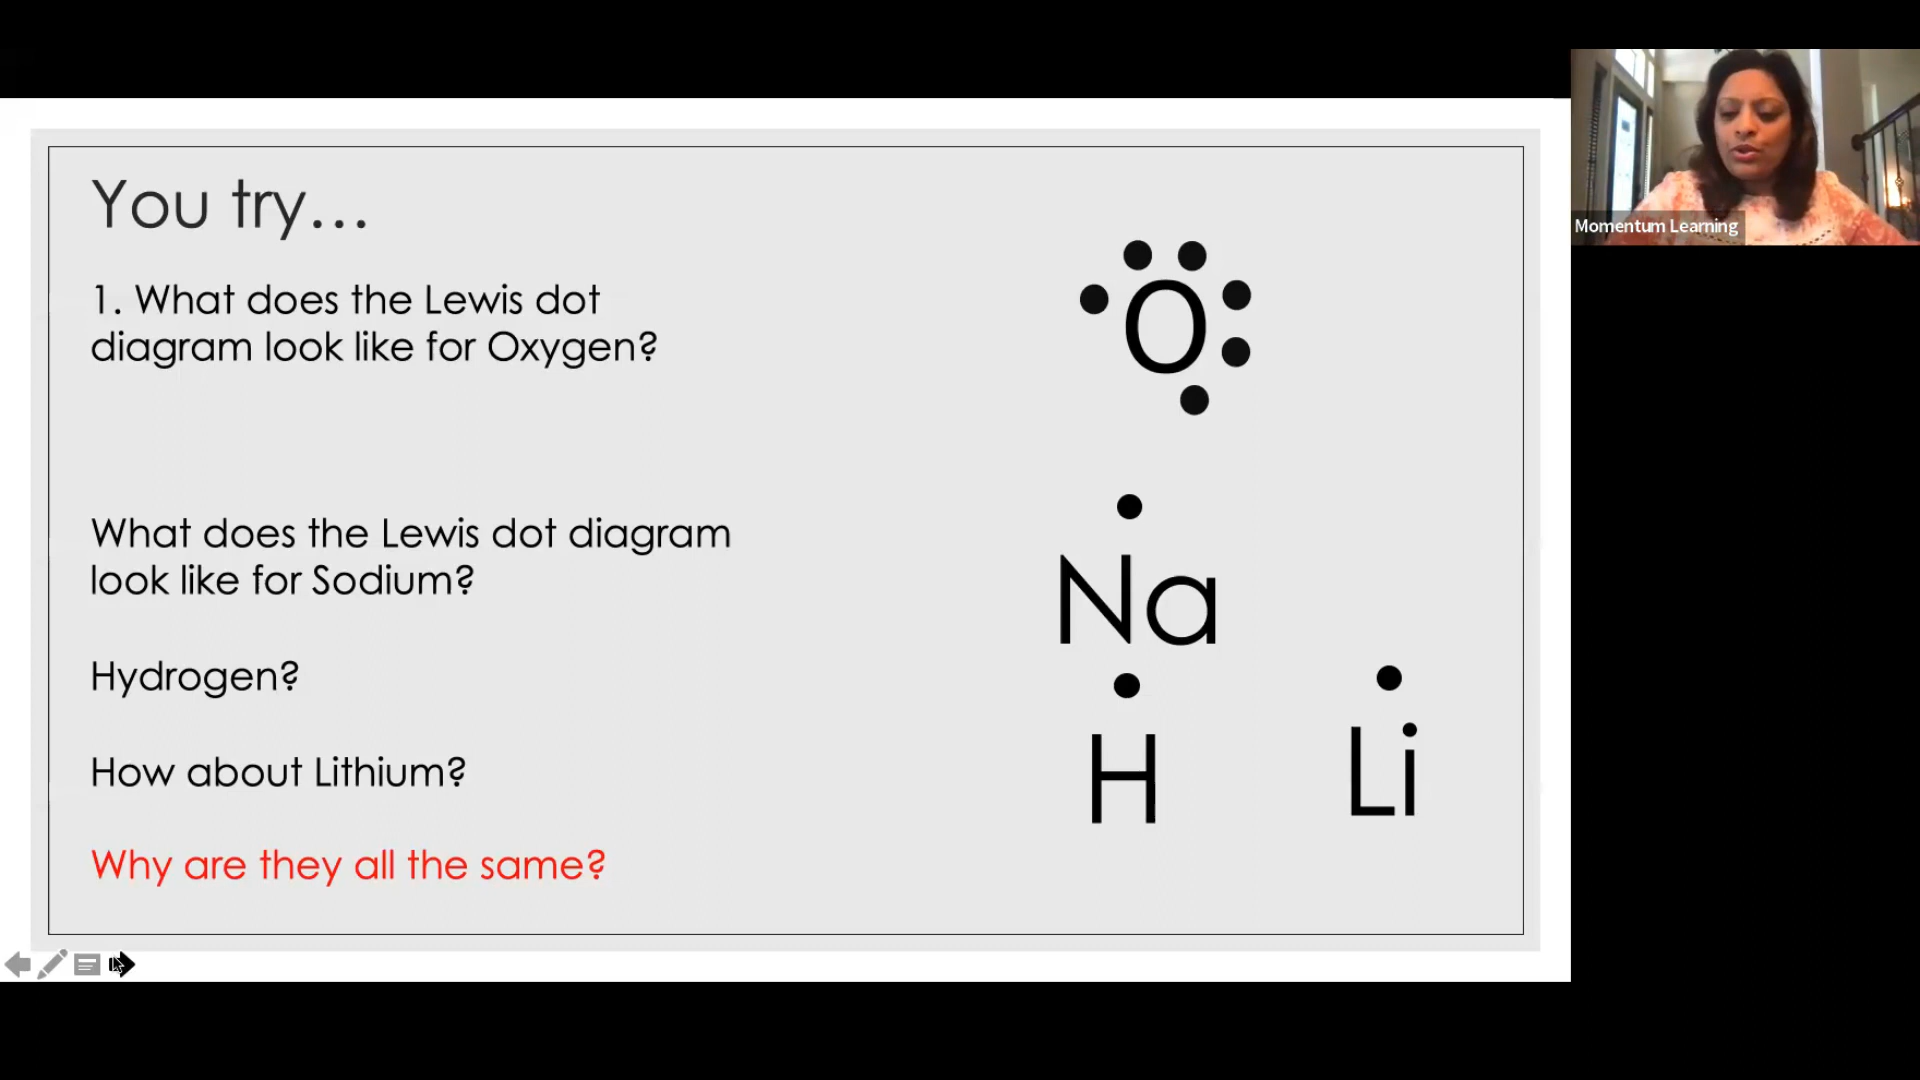 You try...
1. What does the Lewis dot
diagram look like for Oxygen?
What does the Lewis dot diagram
look like for Sodium?
Hydrogen?
How about Lithium?
Why are they all the same?
O
Na
H
Li
Momentum Learning